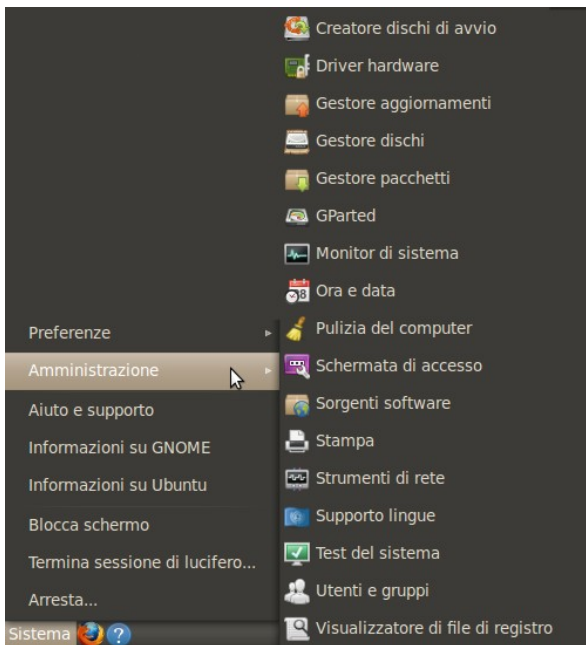 Creatore dischi di avvio
Driver hardware
Gestore aggiornamenti
Gestore dischi
Gestore pacchetti
GParted
Monitor di sistema
Ora e data
Pulizia del computer
Schermata di accesso
Sorgenti software
Stampa
Strumenti di rete
Supporto lingue
Test del sistema
Utenti e gruppi
Visualizzatore di file di registro
Preferenze
Amministrazione
Aiuto e supporto
Informazioni su GNOME
Informazioni su Ubuntu
Blocca schermo
Termina sessione di lucifero...
Arresta...
Sistema